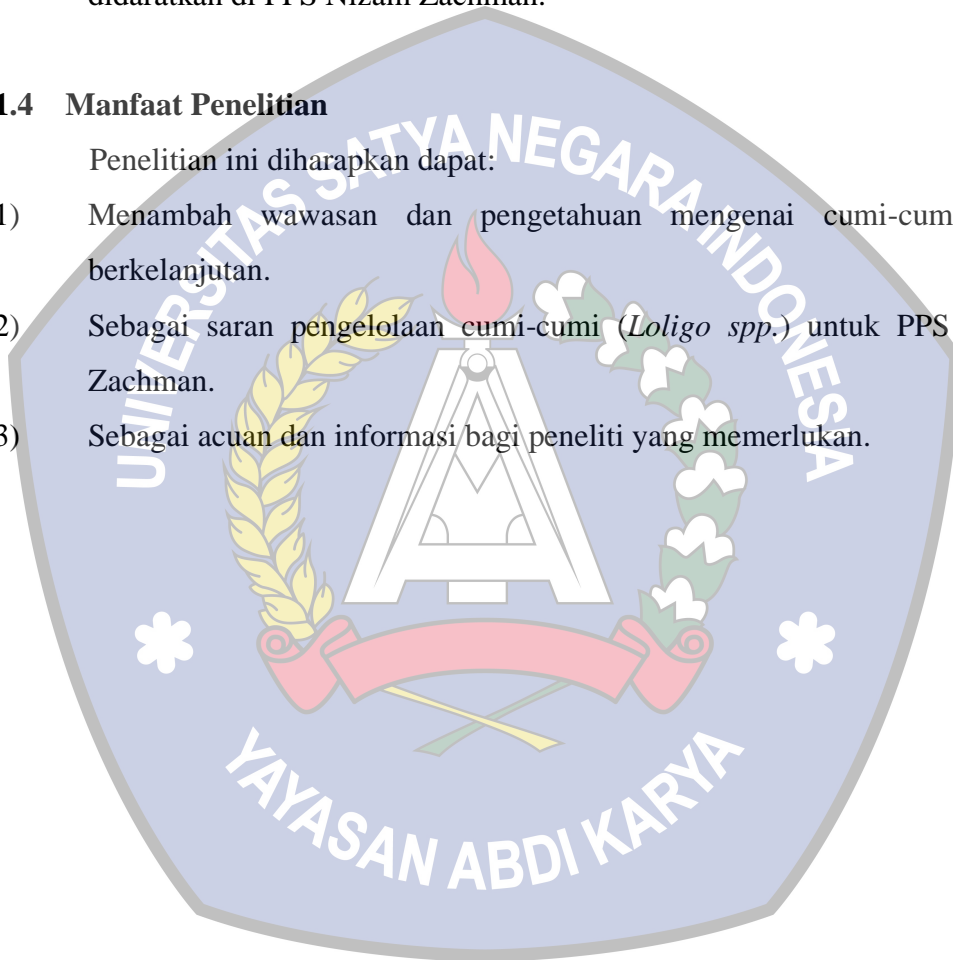 didaratkan di PPS Nizam Zachman.
1.4 Manfaat Penelitian
Penelitian ini diharapkan dapat:
1) Menambah wawasan dan pengetahuan mengenai cumi-cum
berkelanjutan.
2) Sebagai saran pengelolaan cumi-cumi (Loligo spp.) untuk PPS
Zachman.
3) Sebagai acuan dan informasi bagi peneliti yang memerlukan.
UNIVERSITAS SATYA NEGARA INDONESIA
YAYASAN ABDI KARYA